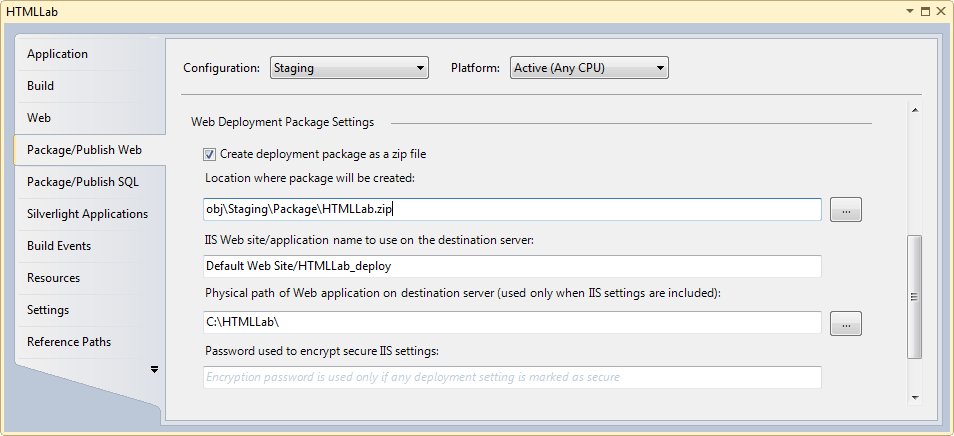 HTMLLab
Application
Build
Web
Package/Publish Web
Package/Publish SQL
Silverlight Applications
Build Events
Resources
Settings
Reference Paths
Configuration: Staging Platform: Active (Any CPU)
Web Deployment Package Settings
Create deployment package as a zip file
Location where package will be created:
obj\Staging\Package\HTMLLab.zip ...
IIS Web site/application name to use on the destination server:
Default Web Site/HTMLLab_deploy
Physical path of Web application on destination server (used only when IIS settings are included):
C:\HTMLLab\ ...
Password used to encrypt secure IIS settings:
Encryption password is used only if any deployment setting is marked as secure